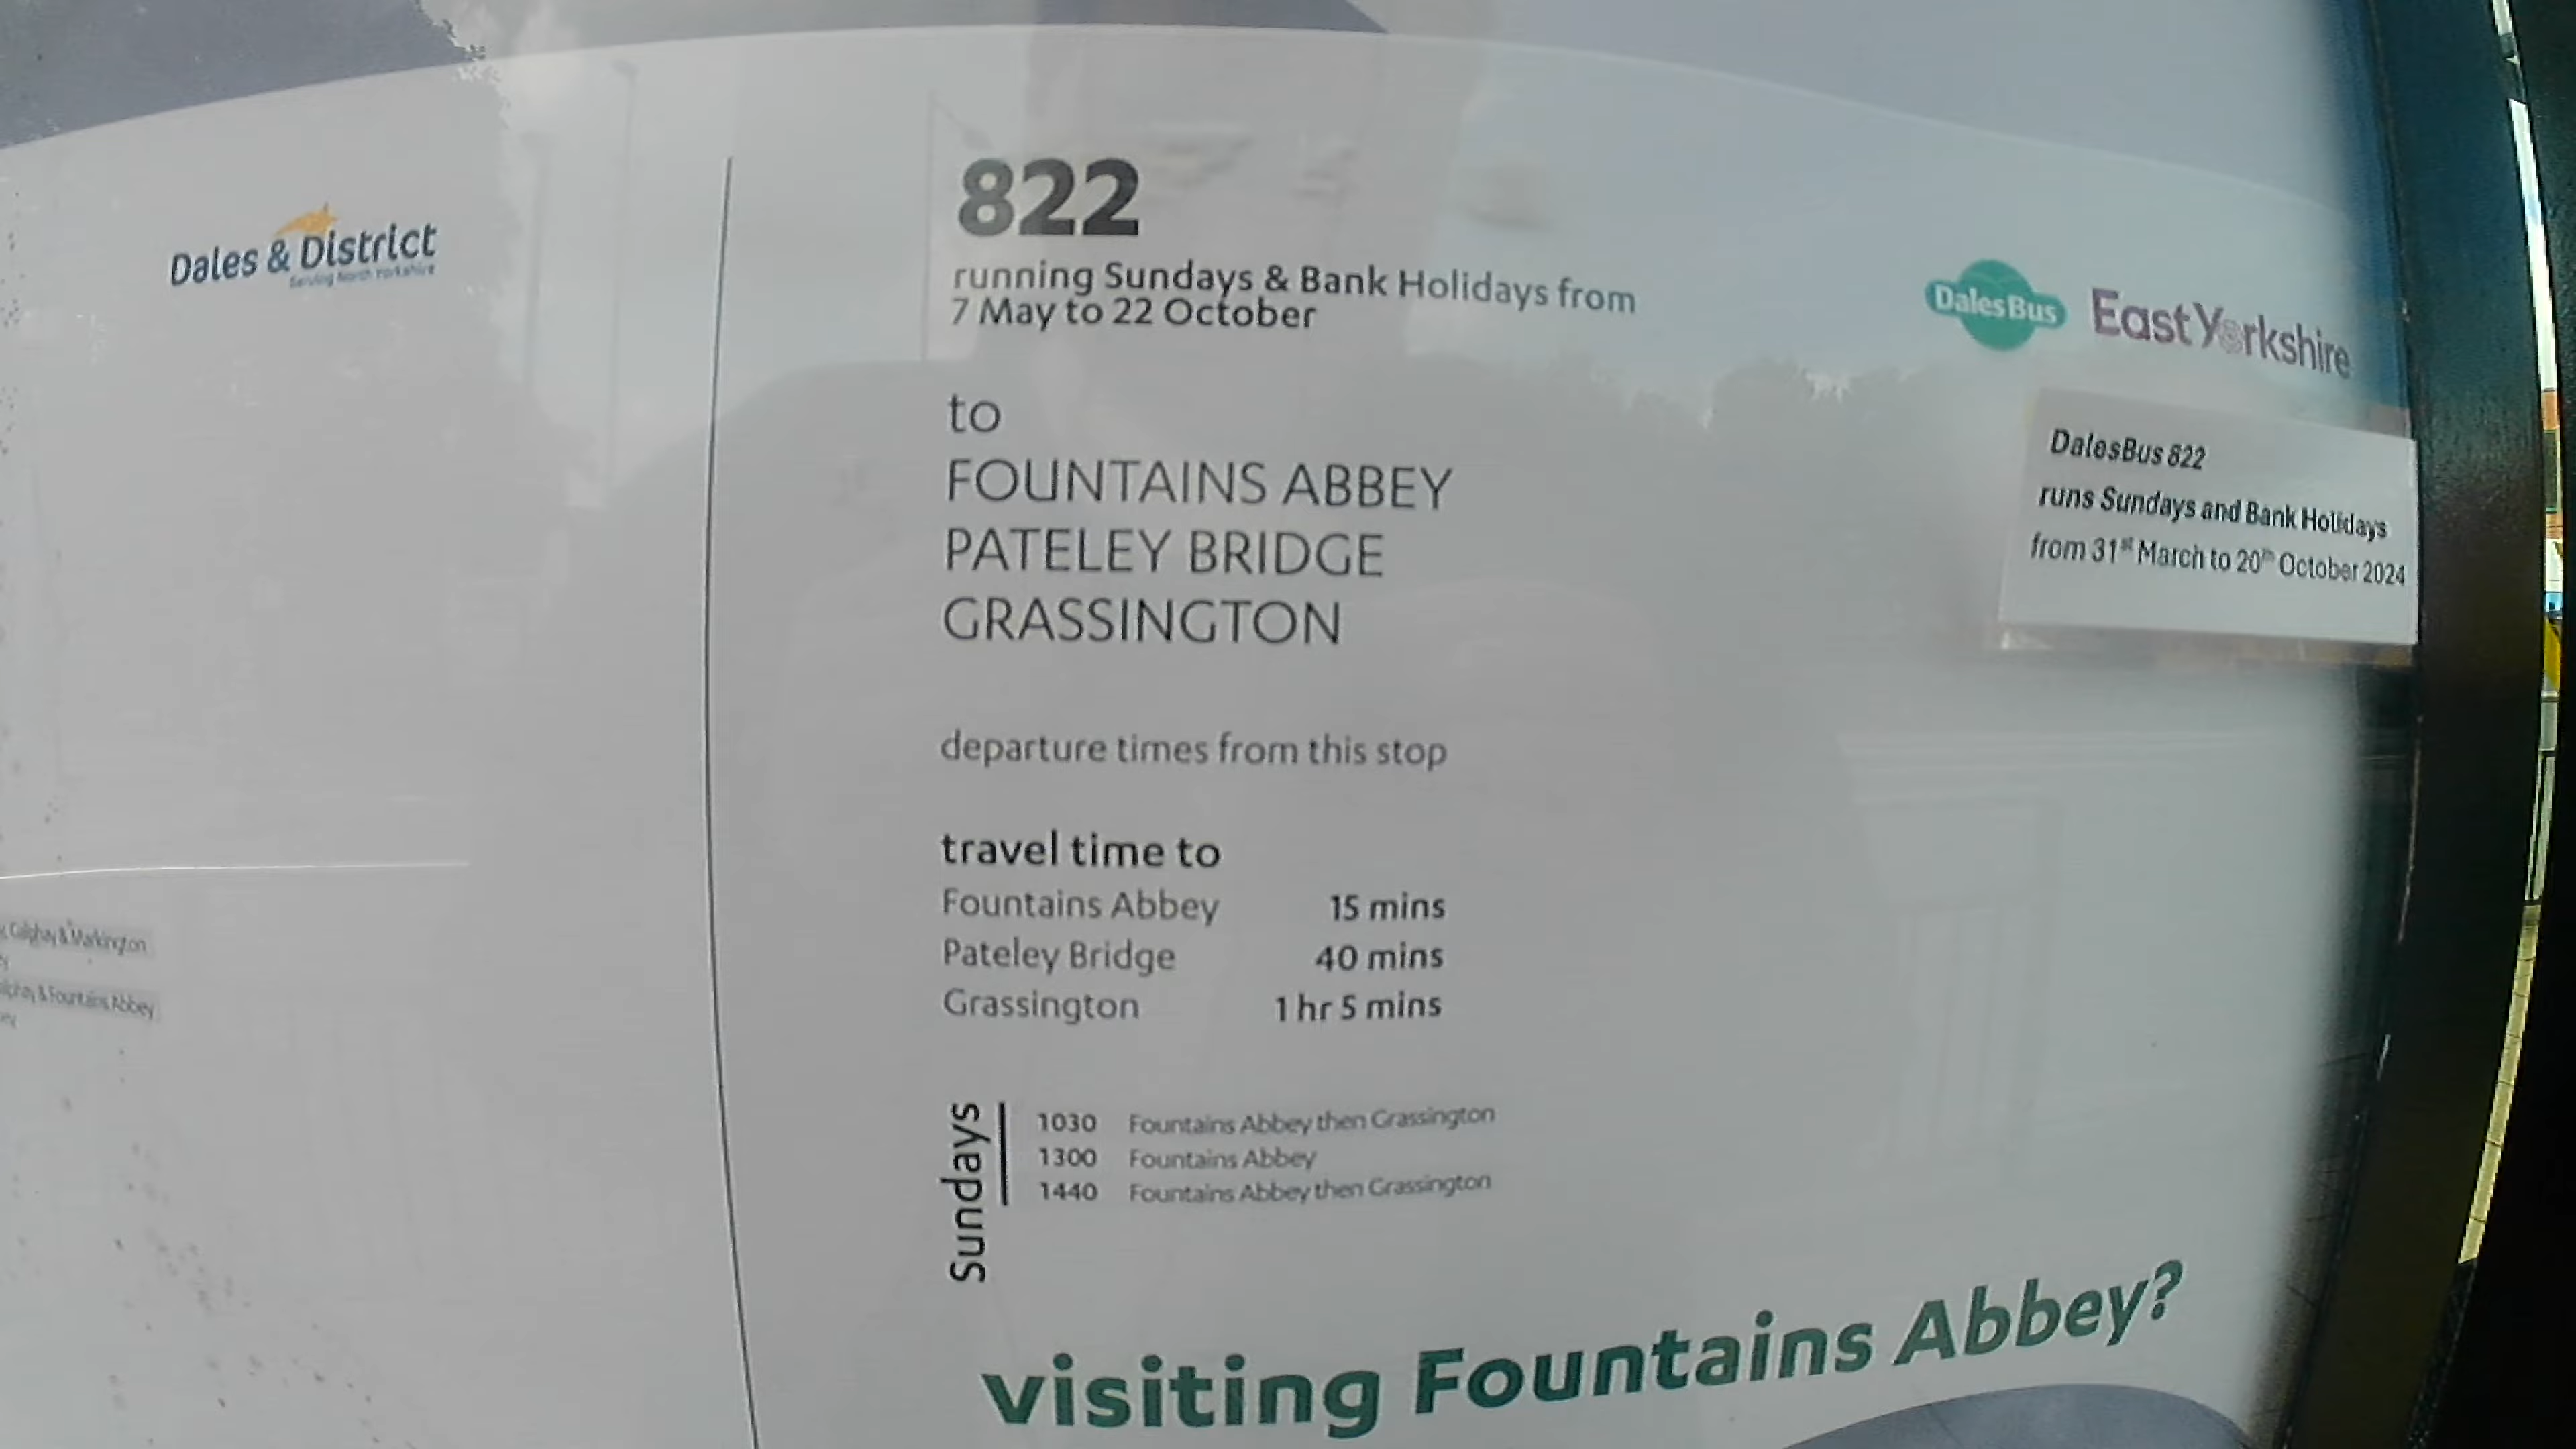 Dales & District
Serving North Yorkshire
822
running Sundays & Bank Holidays from
7 May to 22 October
DalesBus
East Yorkshire
DalesBus 822
runs Sundays and Bank Holidays
from 31st March to 20th October 2024
to
FOUNTAINS ABBEY
PATELEY BRIDGE
GRASSINGTON
departure times from this stop
travel time to
Fountains Abbey 15 mins
Pateley Bridge 40 mins
Grassington 1 hr 5 mins
& Markington
& Fountains Abbey
Sundays
1030 Fountains Abbey then Grassington
1300 Fountains Abbey
1440 Fountains Abbey then Grassington
visiting Fountains Abbey?